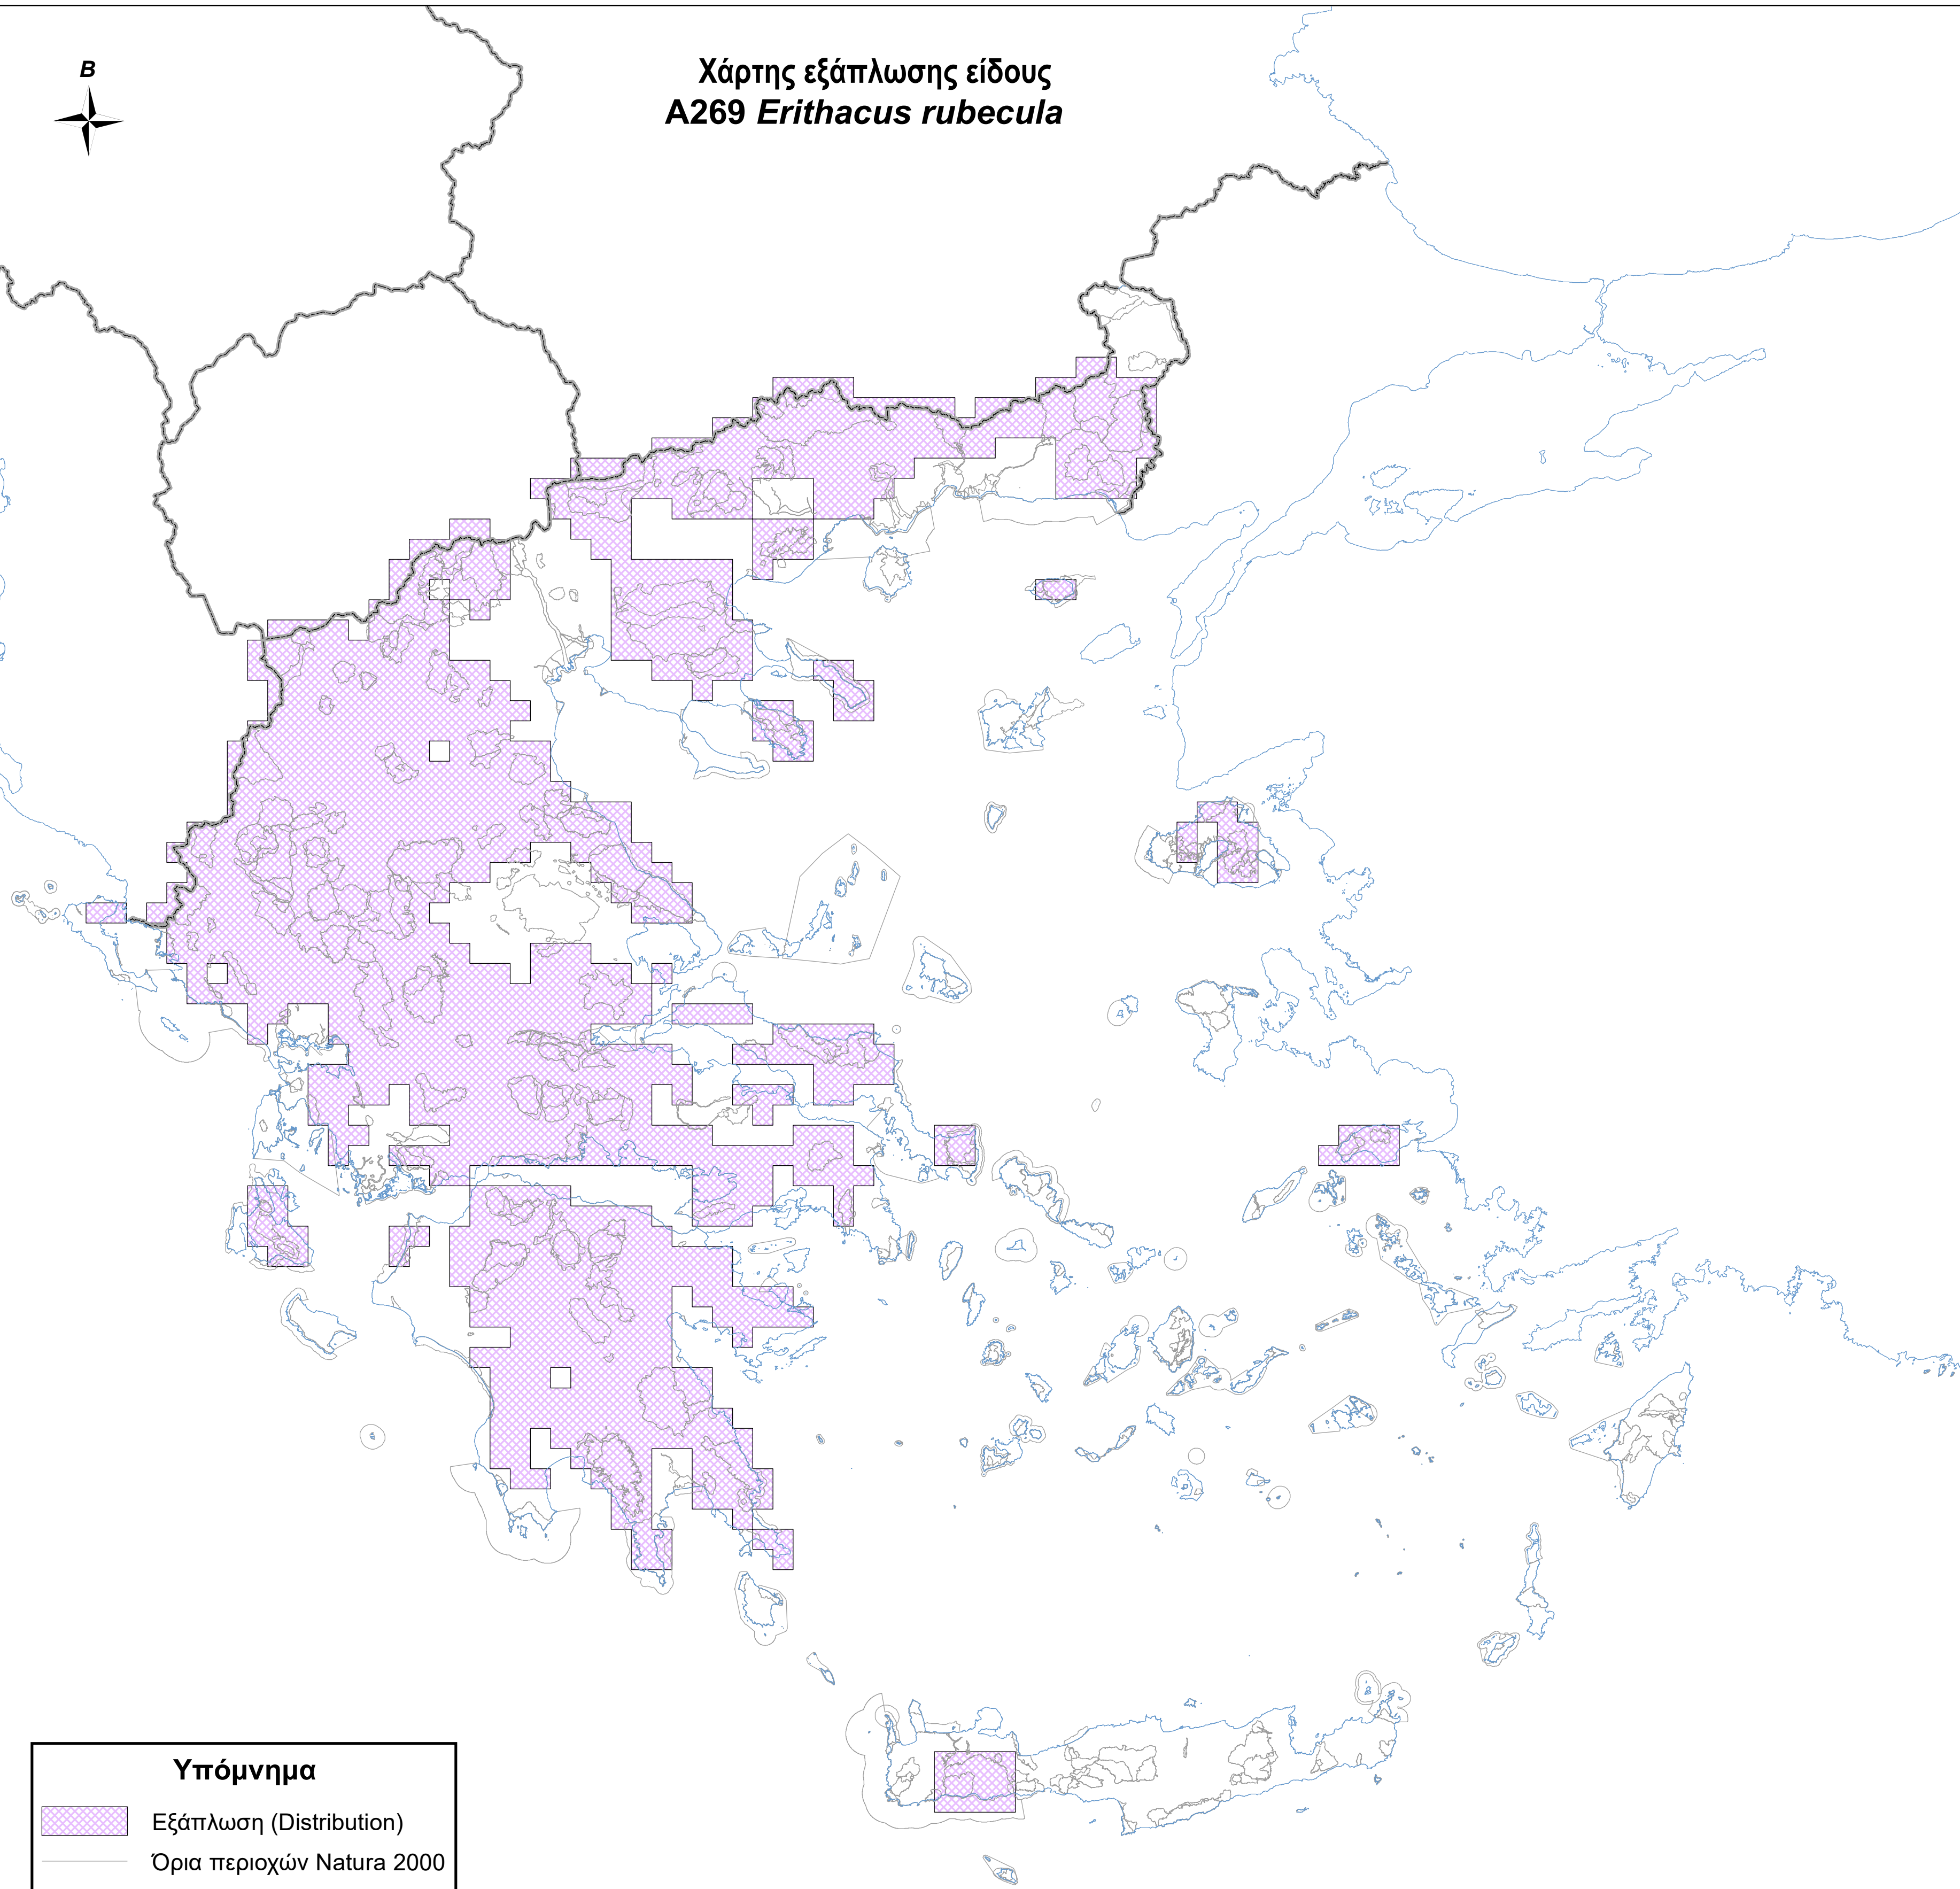 Β
Χάρτης εξάπλωσης είδους
A269 Erithacus rubecula
Υπόμνημα
Εξάπλωση (Distribution)
Όρια περιοχών Natura 2000